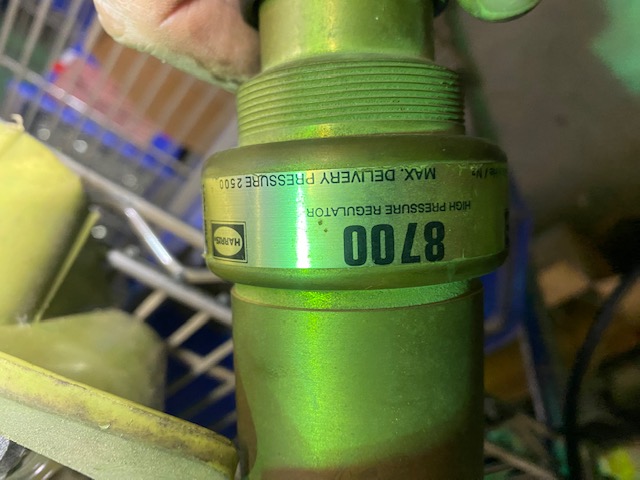 8700
HIGH PRESSURE REGULATOR
MAX. DELIVERY PRESSURE 2500
HARRIS